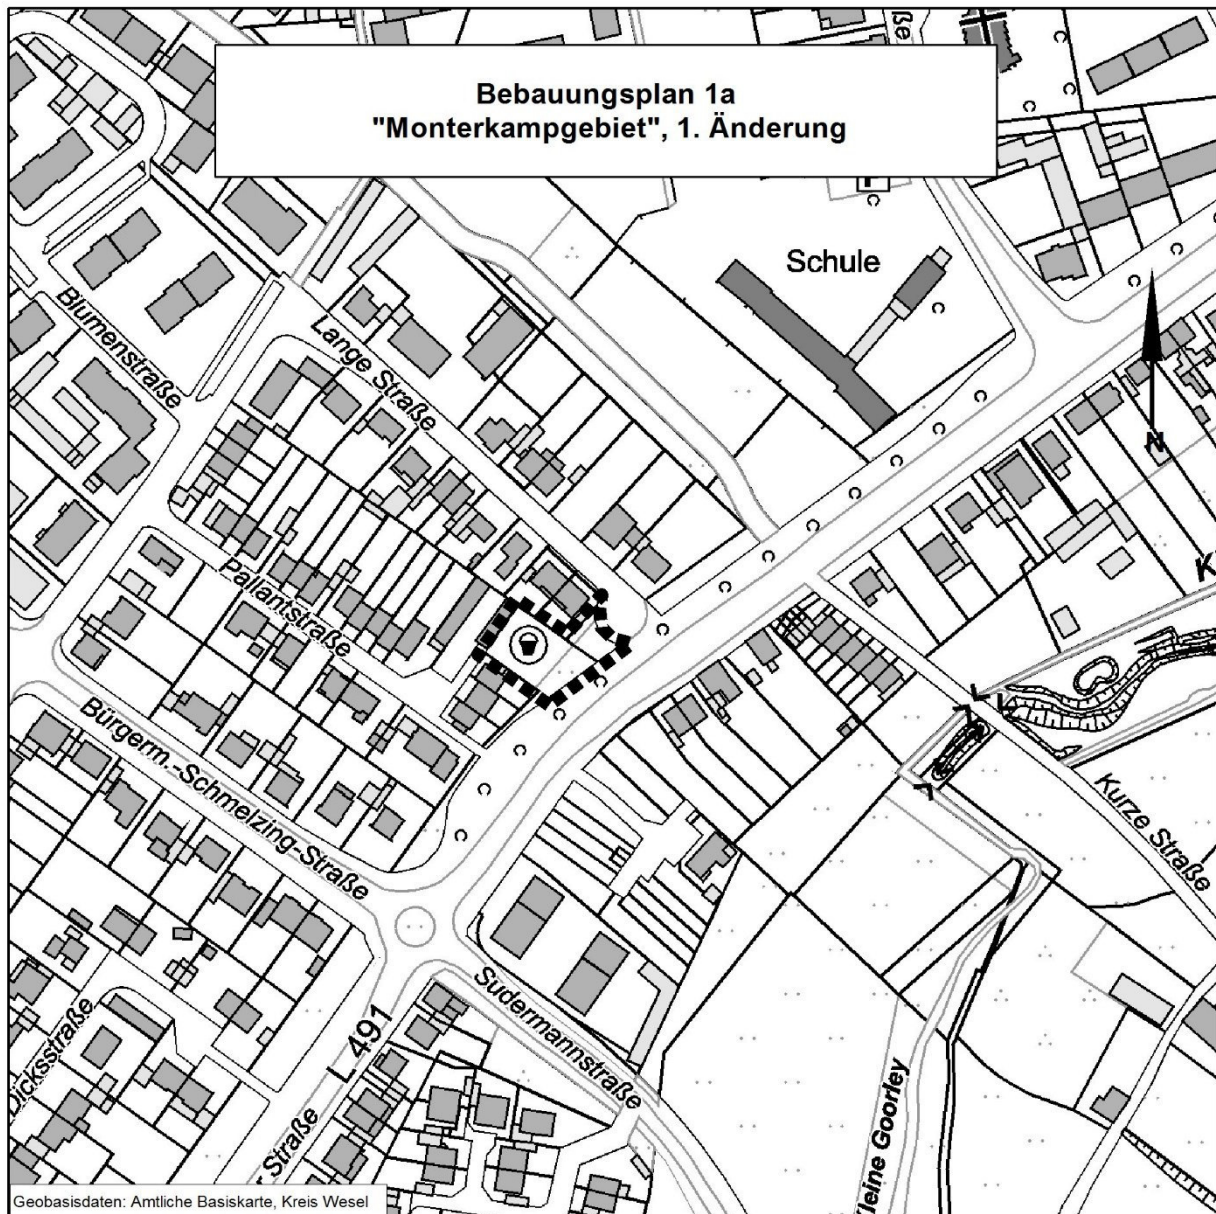 ße
Bebauungsplan 1a
"Monterkampgebiet", 1. Änderung
Schule
Blumenstraße
Lange Straße
N
Pallantstraße
K
Bürgerm.-Schmelzing-Straße
Kurze Straße
Sudermannstraße
L 491
Dicksstraße
r Straße
Kleine Goorley
Geobasisdaten: Amtliche Basiskarte, Kreis Wesel